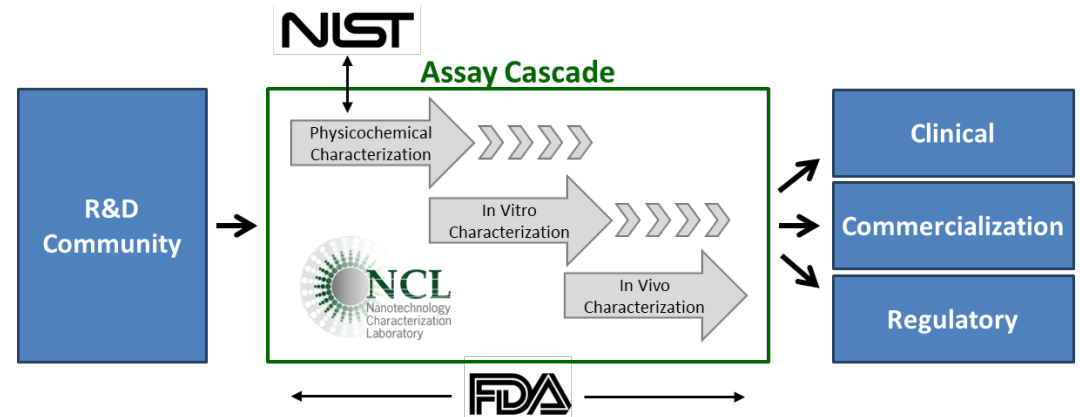 NIST
Assay Cascade
R&D
Community
Physicochemical
Characterization
In Vitro
Characterization
In Vivo
Characterization
NCL
Nanotechnology
Characterization
Laboratory
Clinical
Commercialization
Regulatory
FDA